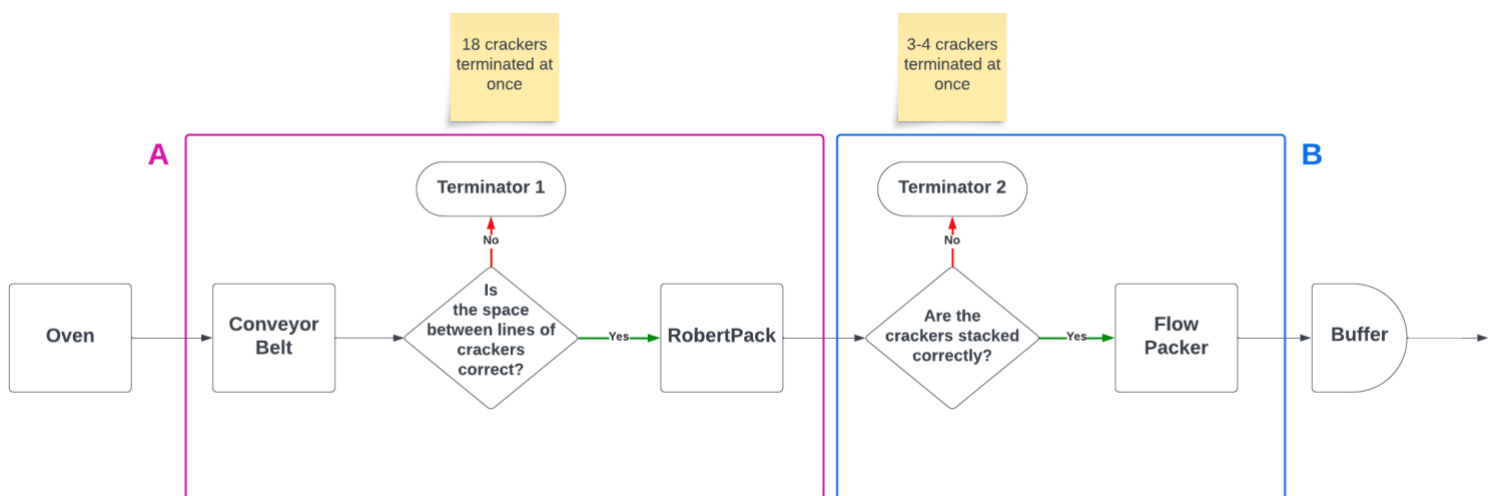 18 crackers
terminated at
once
3-4 crackers
terminated at
once
A
B
Terminator 1
Terminator 2
No
No
Oven
Conveyor
Belt
Is
the space
between lines of
crackers
correct?
Yes
RobertPack
Are the
crackers stacked
correctly?
Yes
Flow
Packer
Buffer